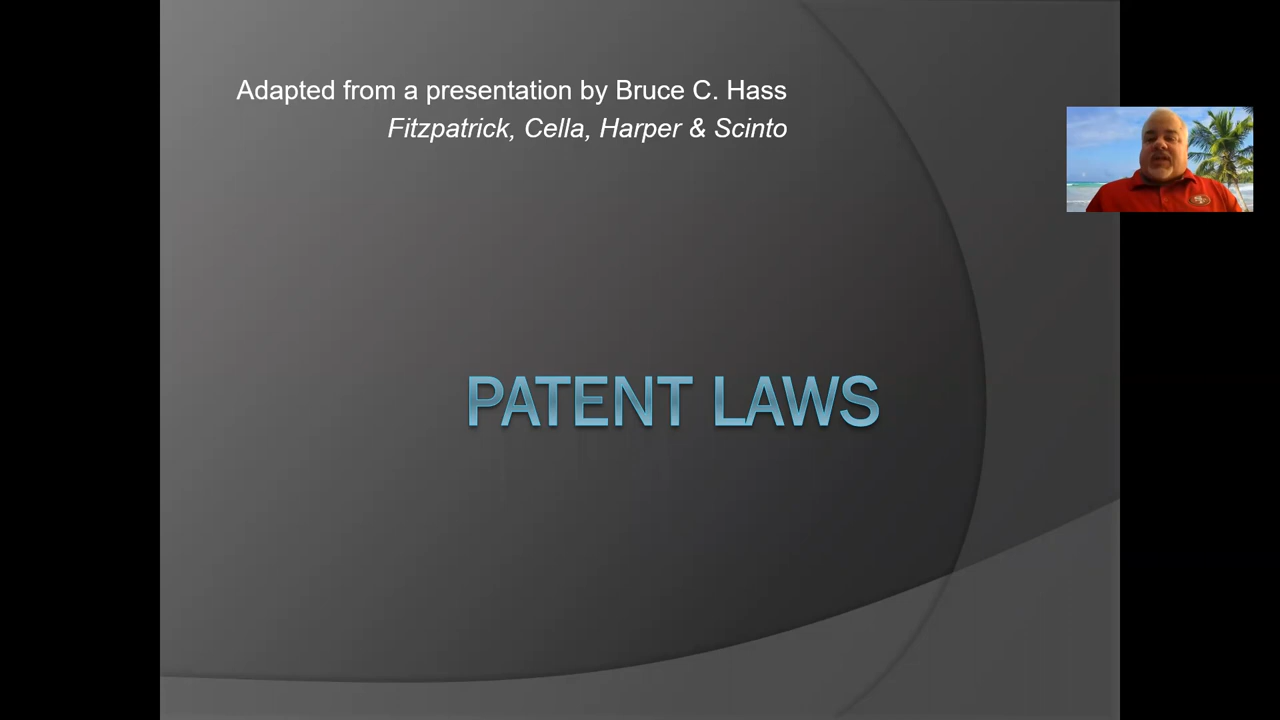 Adapted from a presentation by Bruce C. Hass
Fitzpatrick, Cella, Harper & Scinto
PATENT LAWS